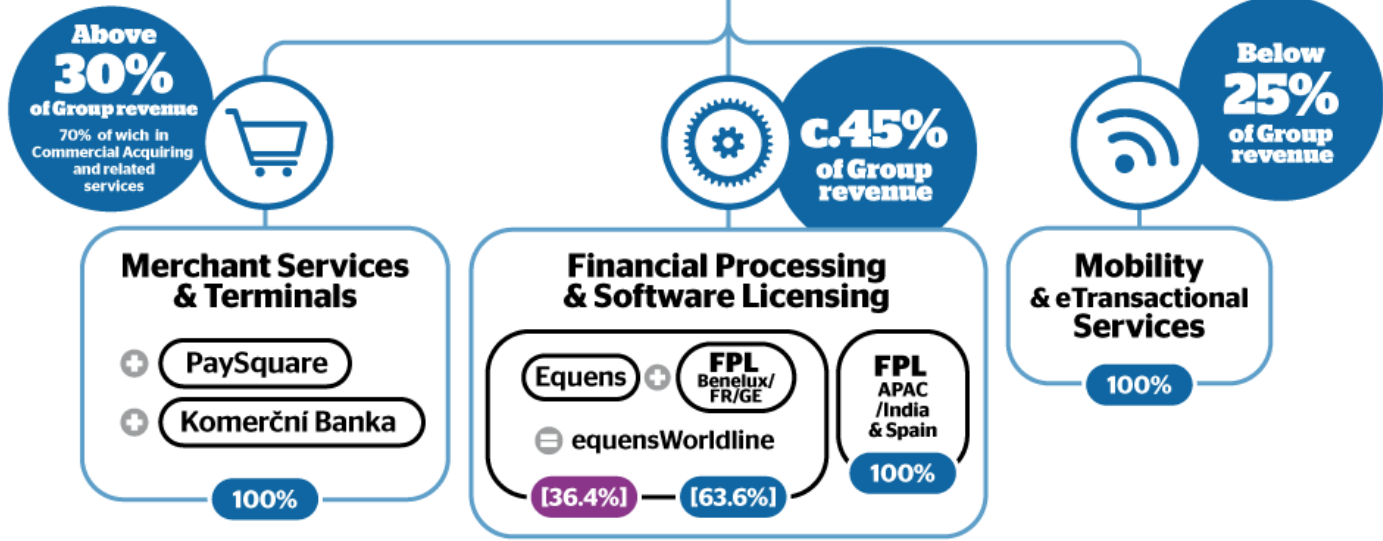 Above
30%
of Group revenue
70% of wich in
Commercial Acquiring
and related
services
c.45%
of Group
revenue
Below
25%
of Group
revenue
Merchant Services
& Terminals
PaySquare
Komerční Banka
100%
Financial Processing
& Software Licensing
Equens
FPL
Benelux/
FR/GE
equensWorldline
[36.4%]
[63.6%]
FPL
APAC
/India
& Spain
100%
Mobility
& eTransactional
Services
100%